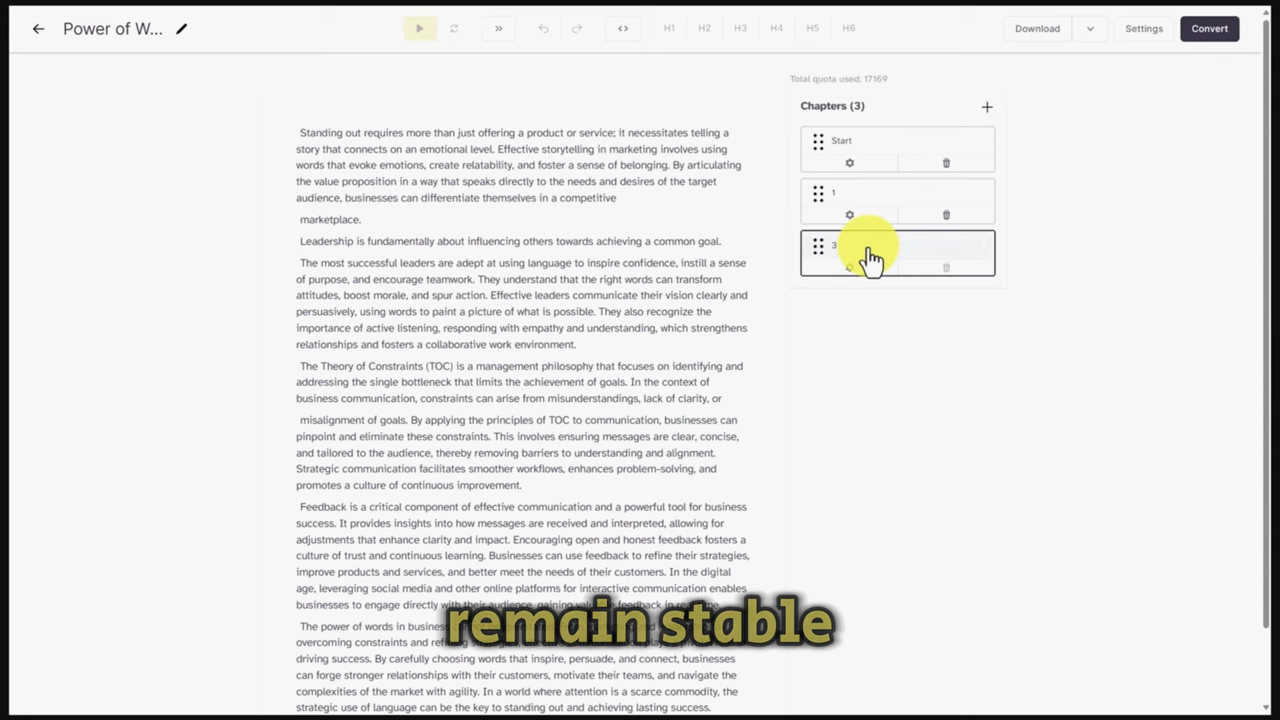 Power of W...
H1 H2 H3 H4 H5 H6
Download
Settings
Convert
Total quota used: 17169
Chapters (3)
Start
1
3
Standing out requires more than just offering a product or service; it necessitates telling a
story that connects on an emotional level. Effective storytelling in marketing involves using
words that evoke emotions, create relatability, and foster a sense of belonging. By articulating
the value proposition in a way that speaks directly to the needs and desires of the target
audience, businesses can differentiate themselves in a competitive
marketplace.
Leadership is fundamentally about influencing others towards achieving a common goal.
The most successful leaders are adept at using language to inspire confidence, instill a sense
of purpose, and encourage teamwork. They understand that the right words can transform
attitudes, boost morale, and spur action. Effective leaders communicate their vision clearly and
persuasively, using words to paint a picture of what is possible. They also recognize the
importance of active listening, responding with empathy and understanding, which strengthens
relationships and fosters a collaborative work environment.
The Theory of Constraints (TOC) is a management philosophy that focuses on identifying and
addressing the single bottleneck that limits the achievement of goals. In the context of
business communication, constraints can arise from misunderstandings, lack of clarity, or
misalignment of goals. By applying the principles of TOC to communication, businesses can
pinpoint and eliminate these constraints. This involves ensuring messages are clear, concise,
and tailored to the audience, thereby removing barriers to understanding and alignment.
Strategic communication facilitates smoother workflows, enhances problem-solving, and
promotes a culture of continuous improvement.
Feedback is a critical component of effective communication and a powerful tool for business
success. It provides insights into how messages are received and interpreted, allowing for
adjustments that enhance clarity and impact. Encouraging open and honest feedback fosters a
culture of trust and continuous learning. Businesses can use feedback to refine their strategies,
improve products and services, and better meet the needs of their customers. In the digital
age, leveraging social media and other online platforms for interactive communication enables
businesses to engage directly with their audience, gaining feedback in
The power of words in business
overcoming constraints and
driving success. By carefully choosing words that inspire, persuade, and connect, businesses
can forge stronger relationships with their customers, motivate their teams, and navigate the
complexities of the market with agility. In a world where attention is a scarce commodity, the
strategic use of language can be the key to standing out and achieving lasting success.
remain stable